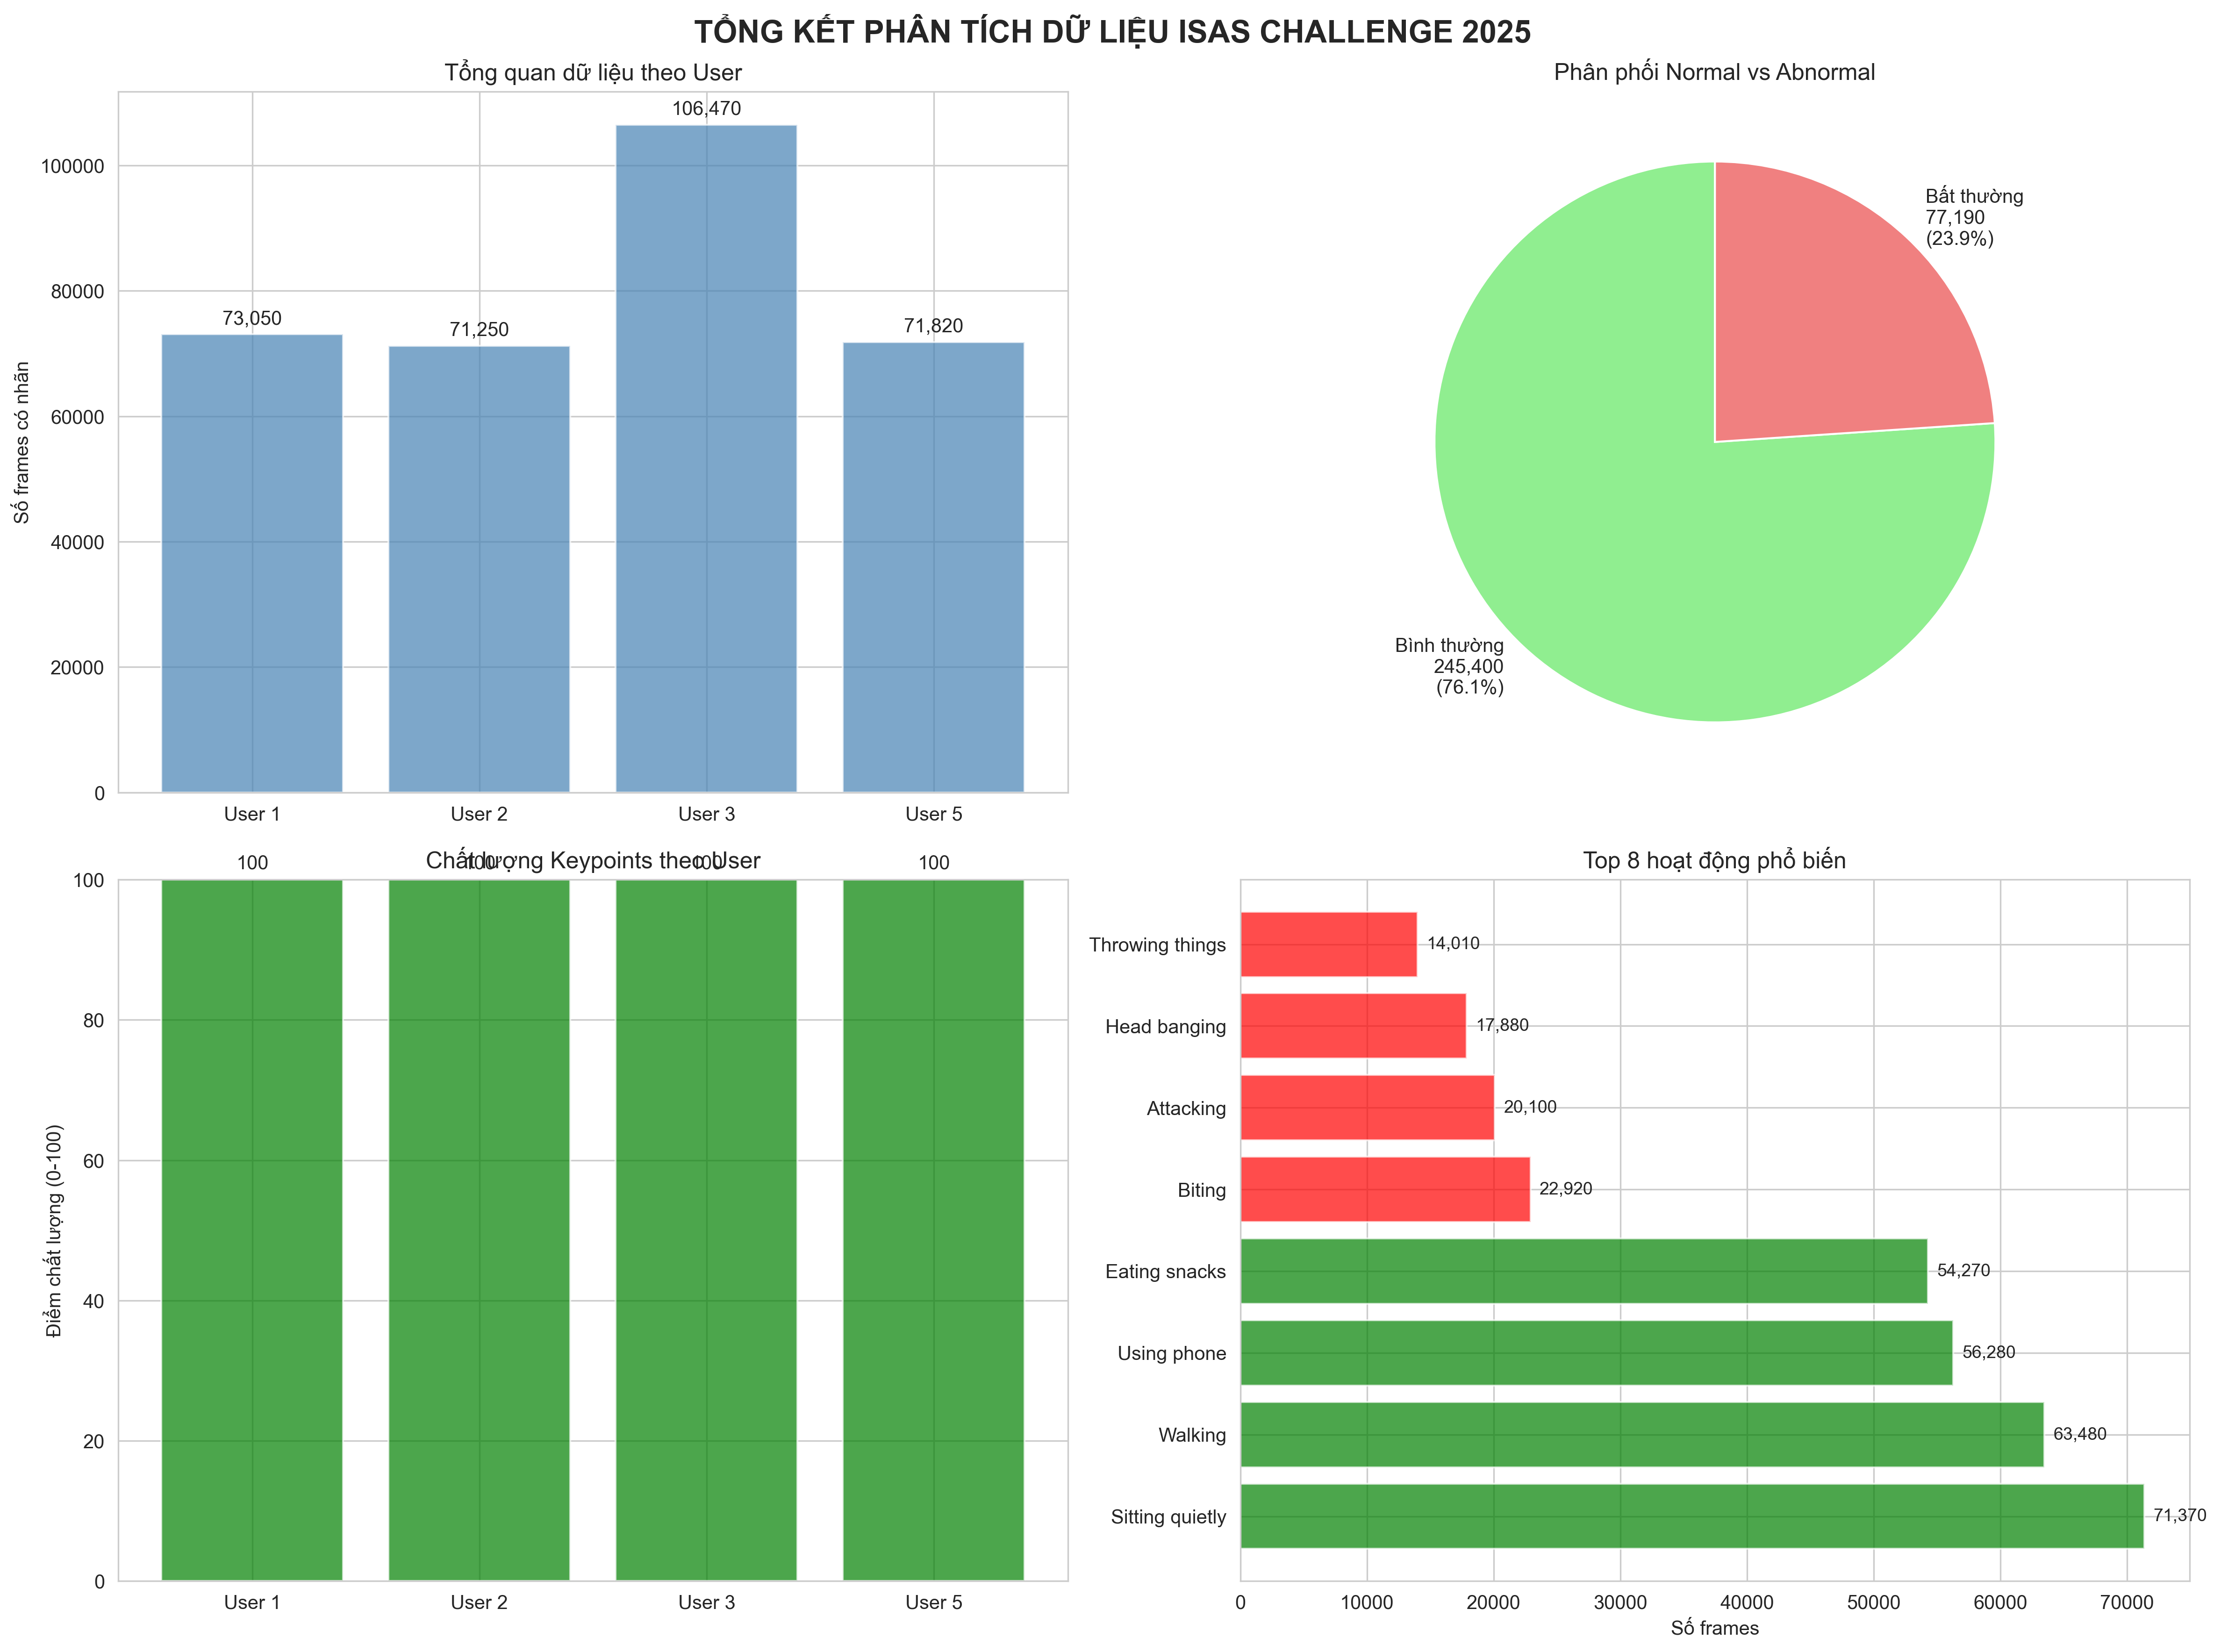 TỔNG KẾT PHÂN TÍCH DỮ LIỆU ISAS CHALLENGE 2025
Tổng quan dữ liệu theo User
Số frames có nhãn
100000
80000
60000
40000
20000
0
73,050
71,250
106,470
71,820
User 1
User 2
User 3
User 5
Phân phối Normal vs Abnormal
Bất thường
77,190
(23.9%)
Bình thường
245,400
(76.1%)
Chất lượng Keypoints theo User
Điểm chất lượng (0-100)
100
80
60
40
20
0
100
100
100
100
User 1
User 2
User 3
User 5
Top 8 hoạt động phổ biến
Throwing things
14,010
Head banging
17,880
Attacking
20,100
Biting
22,920
Eating snacks
54,270
Using phone
56,280
Walking
63,480
Sitting quietly
71,370
0
10000
20000
30000
40000
50000
60000
70000
Số frames